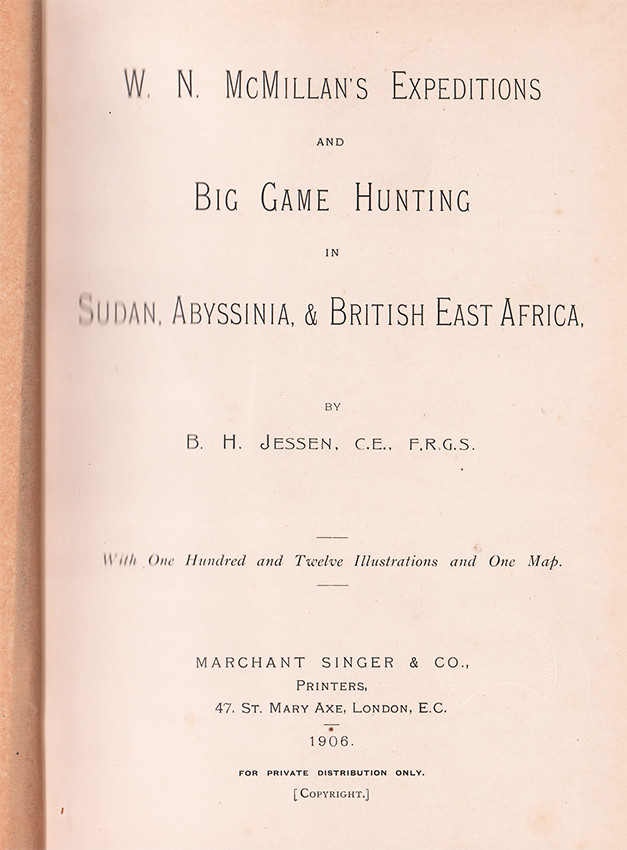 W. N. McMillan's Expeditions
AND
Big Game Hunting
IN
Sudan, Abyssinia, & British East Africa,
BY
B. H. Jessen, C.E., F.R.G.S.
With One Hundred and Twelve Illustrations and One Map.
MARCHANT SINGER & CO.,
Printers,
47, St. Mary Axe, London, E.C.
1906.
FOR PRIVATE DISTRIBUTION ONLY.
[Copyright.]